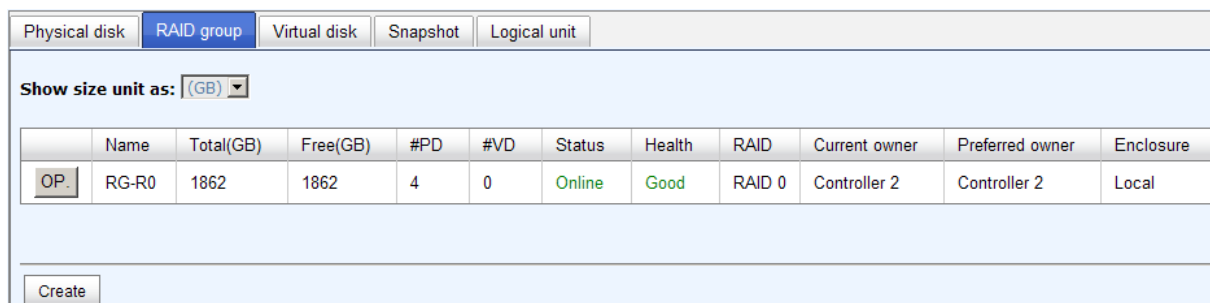 Physical disk RAID group Virtual disk Snapshot Logical unit
Show size unit as: (GB)
Name Total(GB) Free(GB) #PD #VD Status Health RAID Current owner Preferred owner Enclosure
OP. RG-R0 1862 1862 4 0 Online Good RAID 0 Controller 2 Controller 2 Local
Create